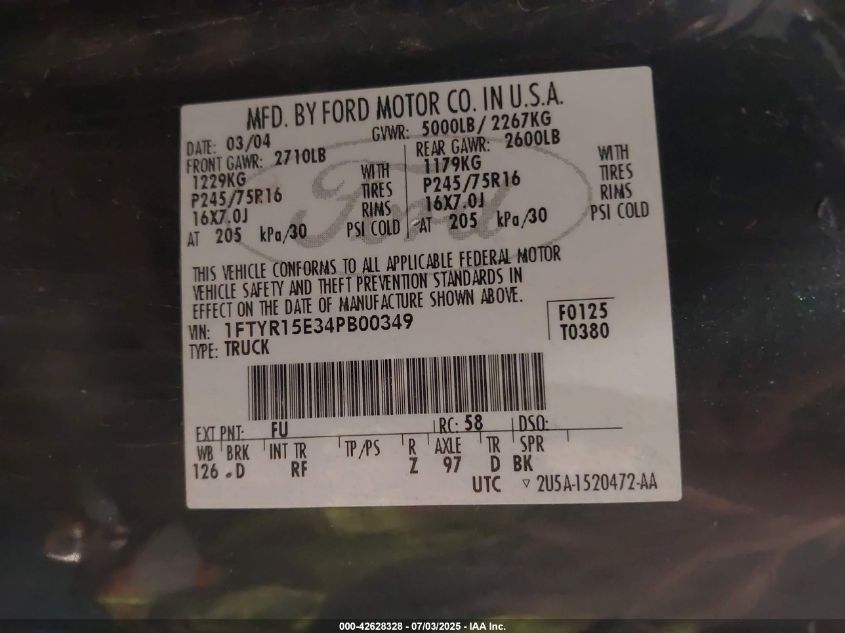 MFD. BY FORD MOTOR CO. IN U.S.A.
DATE: 03/04 GVWR: 5000LB/ 2267KG
FRONT GAWR: 2710LB REAR GAWR: 2600LB
1229KG WITH 1179KG WITH
P245/75R16 TIRES P245/75R16 TIRES
16X7.0J RIMS 16X7.0J RIMS
AT 205 kPa/30 PSI COLD AT 205 kPa/30 PSI COLD
Ford
THIS VEHICLE CONFORMS TO ALL APPLICABLE FEDERAL MOTOR
VEHICLE SAFETY AND THEFT PREVENTION STANDARDS IN
EFFECT ON THE DATE OF MANUFACTURE SHOWN ABOVE.
VIN: 1FTYR15E34PB00349 F0125
TYPE: TRUCK T0380
EXT PNT: FU RC: 58 DSO:
WB BRK INT TR TP/PS R AXLE TR SPR
126 .D RF Z 97 D BK
UTC ▽ 2U5A-1520472-AA
000-42628328 - 07/03/2025 - IAA Inc.